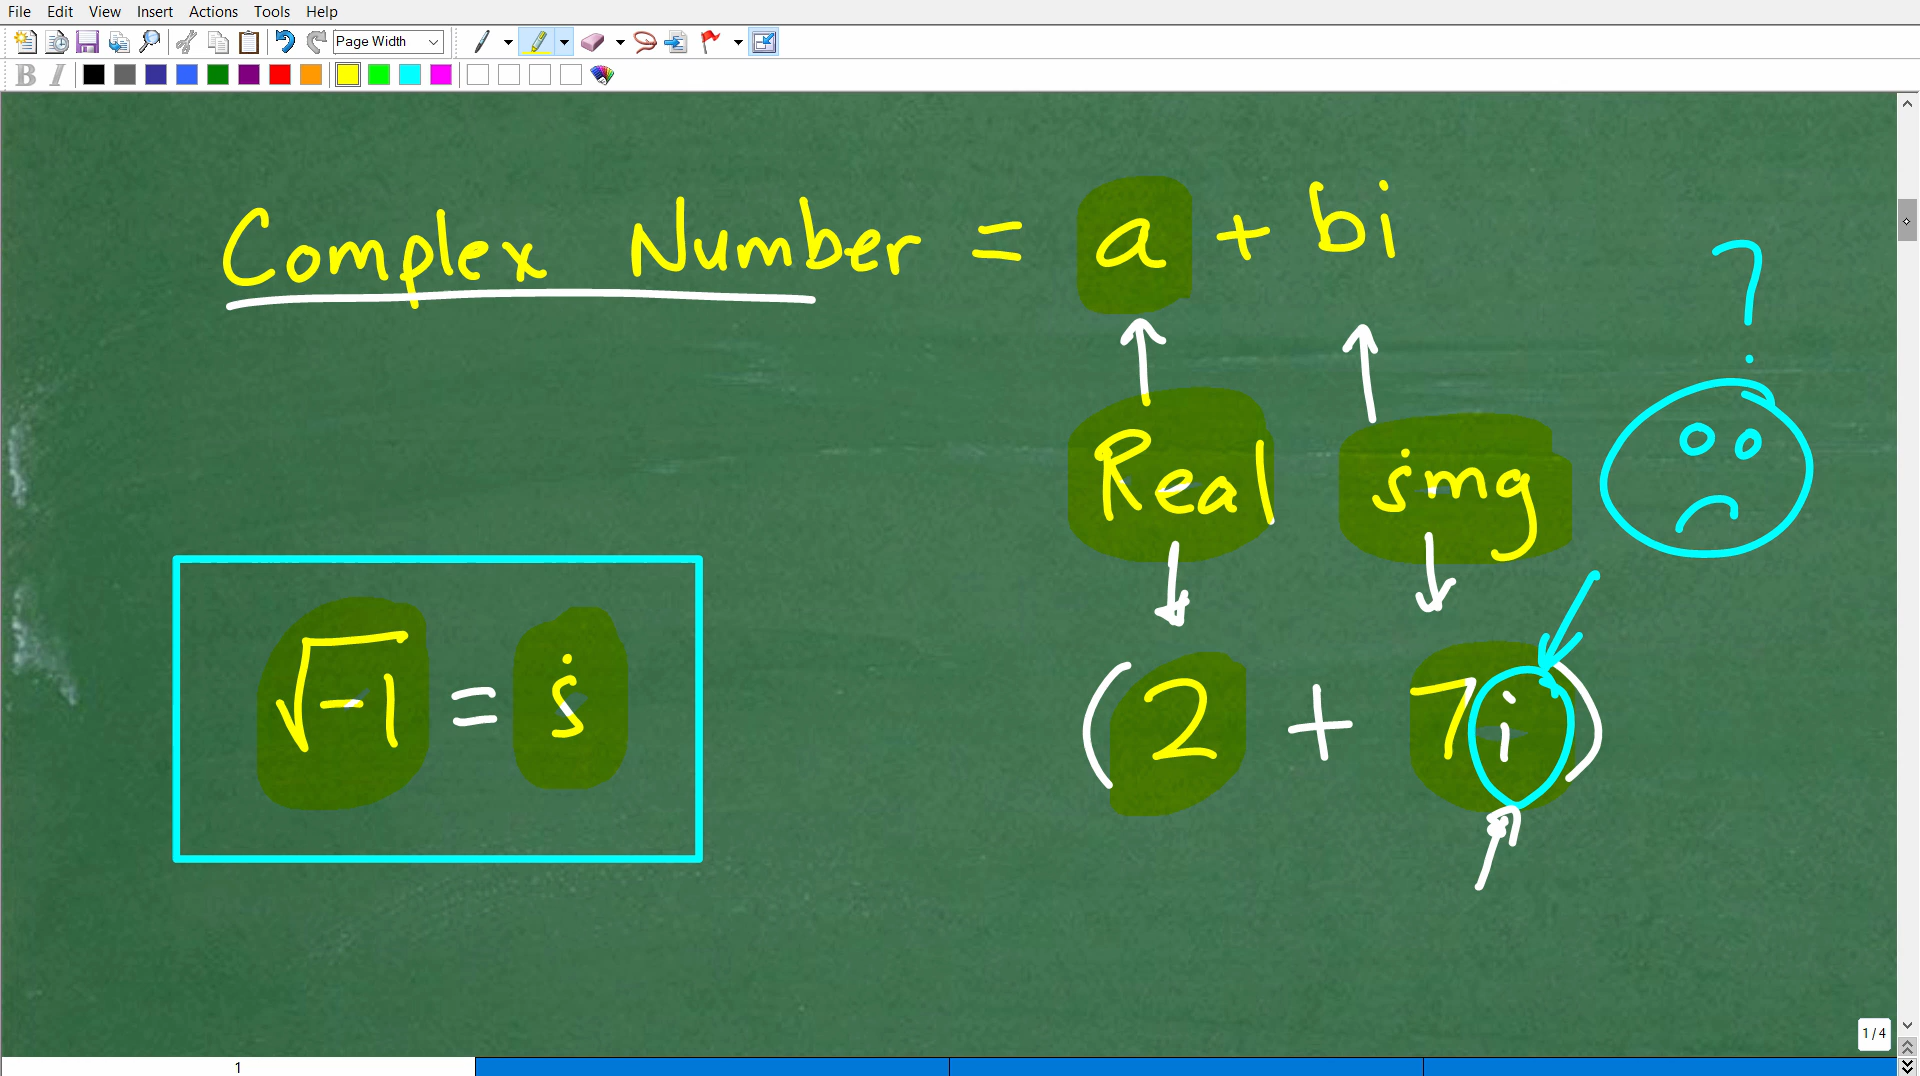 File Edit View Insert Actions Tools Help
Page Width
B I
Complex Number = a + bi
?
Real img
√-1 = i
(2 + 7i)
1 / 4
1